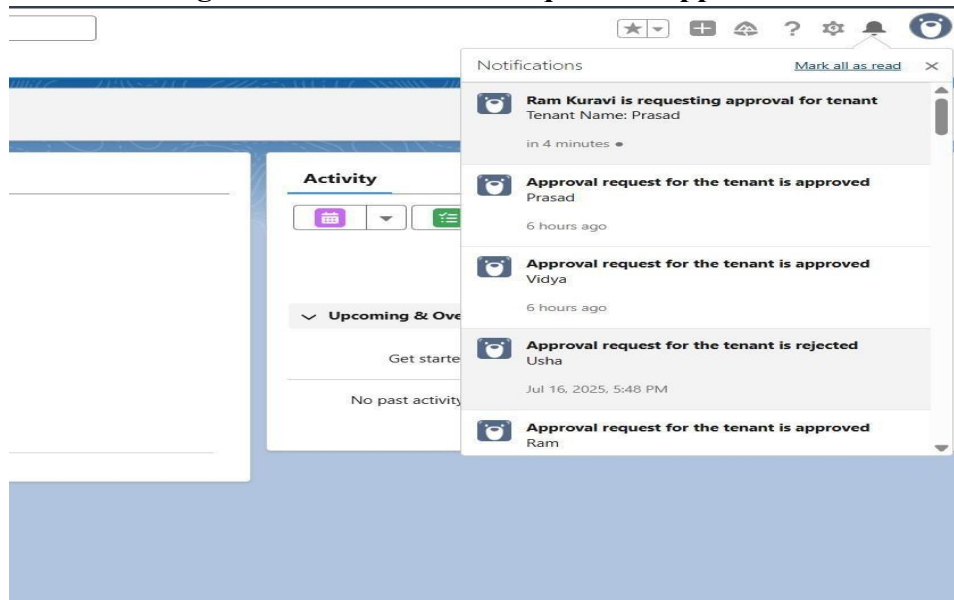 Notifications
Mark all as read
Ram Kuravi is requesting approval for tenant
Tenant Name: Prasad
in 4 minutes
Activity
Approval request for the tenant is approved
Prasad
6 hours ago
Approval request for the tenant is approved
Vidya
6 hours ago
Upcoming & Ove
Approval request for the tenant is rejected
Usha
Get starte
Jul 16, 2025, 5:48 PM
No past activity
Approval request for the tenant is approved
Ram